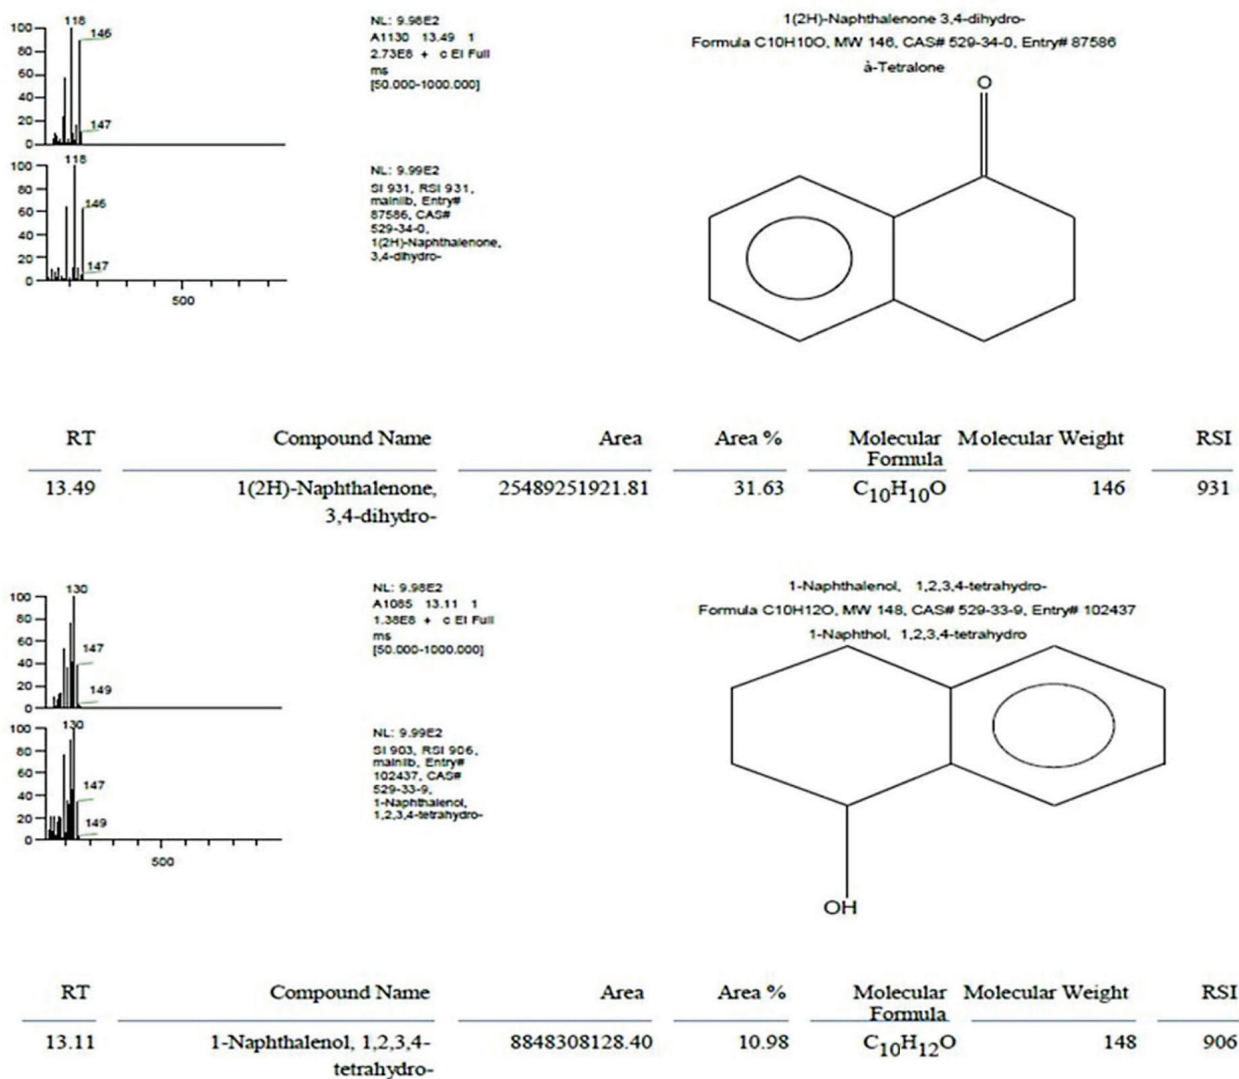 118
100
146
80
60
40
20
147
0
NL: 9.98E2
A1130 13.49 1
2.73E8 + c EI Full
ms
[50.000-1000.000]
118
100
80
146
60
40
20
147
0
500
NL: 9.99E2
SI 931, RSI 931,
mainlib, Entry#
87586, CAS#
529-34-0,
1(2H)-Naphthalenone,
3,4-dihydro-
1(2H)-Naphthalenone 3,4-dihydro-
Formula C10H10O, MW 146, CAS# 529-34-0, Entry# 87586
à-Tetralone
O
RT Compound Name Area Area % Molecular Formula Molecular Weight RSI
13.49 1(2H)-Naphthalenone, 25489251921.81 31.63 C10H10O 146 931
3,4-dihydro-
130
100
80
60
147
40
20
149
0
NL: 9.98E2
A1085 13.11 1
1.38E8 + c EI Full
ms
[50.000-1000.000]
130
100
80
60
147
40
20
149
0
500
NL: 9.99E2
SI 903, RSI 906,
mainlib, Entry#
102437, CAS#
529-33-9,
1-Naphthalenol,
1,2,3,4-tetrahydro-
1-Naphthalenol, 1,2,3,4-tetrahydro-
Formula C10H12O, MW 148, CAS# 529-33-9, Entry# 102437
1-Naphthol, 1,2,3,4-tetrahydro
OH
RT Compound Name Area Area % Molecular Formula Molecular Weight RSI
13.11 1-Naphthalenol, 1,2,3,4- 8848308128.40 10.98 C10H12O 148 906
tetrahydro-